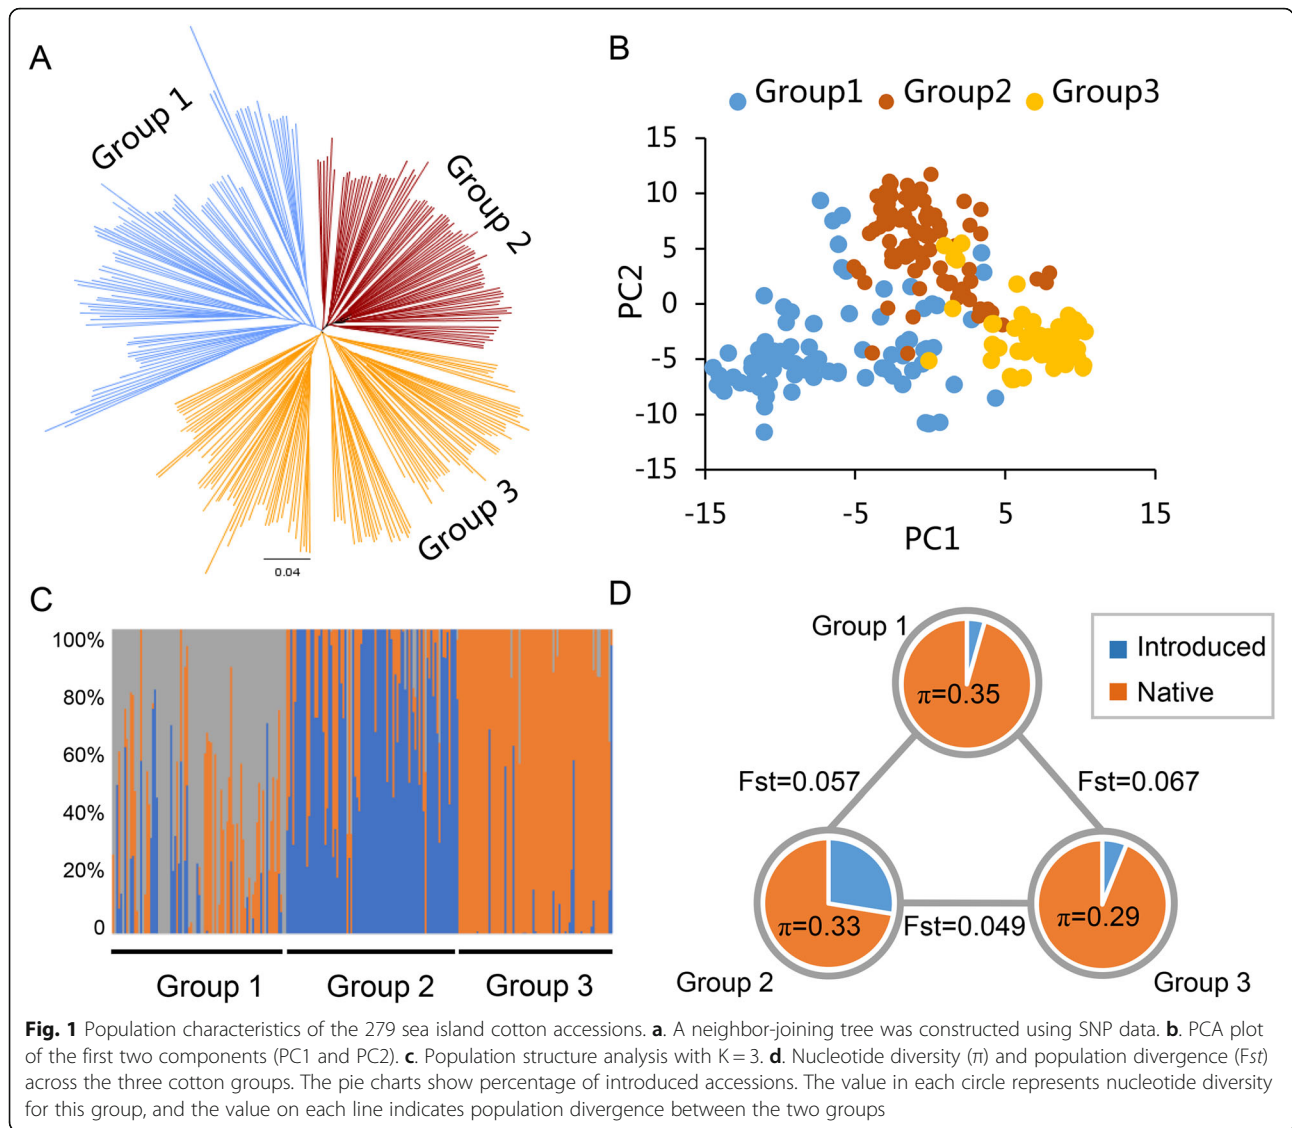 A
Group 1
Group 2
Group 3
0.04
B
Group1 Group2 Group3
15
10
5
0
-5
-10
-15
PC2
-15 -5 5 15
PC1
C
100%
80%
60%
40%
20%
0
Group 1 Group 2 Group 3
D
Group 1
Introduced
Native
π=0.35
Fst=0.057 Fst=0.067
π=0.33 Fst=0.049 π=0.29
Group 2 Group 3
Fig. 1 Population characteristics of the 279 sea island cotton accessions. a. A neighbor-joining tree was constructed using SNP data. b. PCA plot
of the first two components (PC1 and PC2). c. Population structure analysis with K = 3. d. Nucleotide diversity (π) and population divergence (Fst)
across the three cotton groups. The pie charts show percentage of introduced accessions. The value in each circle represents nucleotide diversity
for this group, and the value on each line indicates population divergence between the two groups